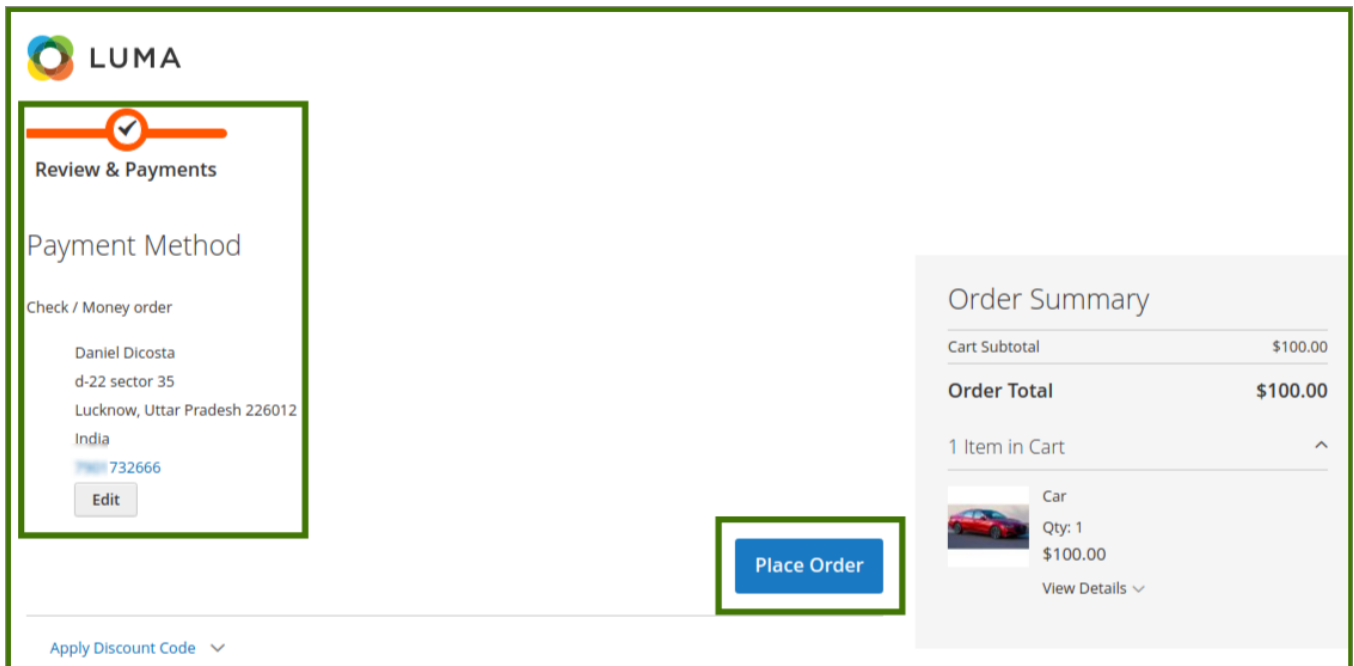 LUMA
Review & Payments
Payment Method
Check / Money order
Daniel Dicosta
d-22 sector 35
Lucknow, Uttar Pradesh 226012
India
732666
Edit
Place Order
Apply Discount Code
Order Summary
Cart Subtotal $100.00
Order Total $100.00
1 Item in Cart
Car
Qty: 1
$100.00
View Details